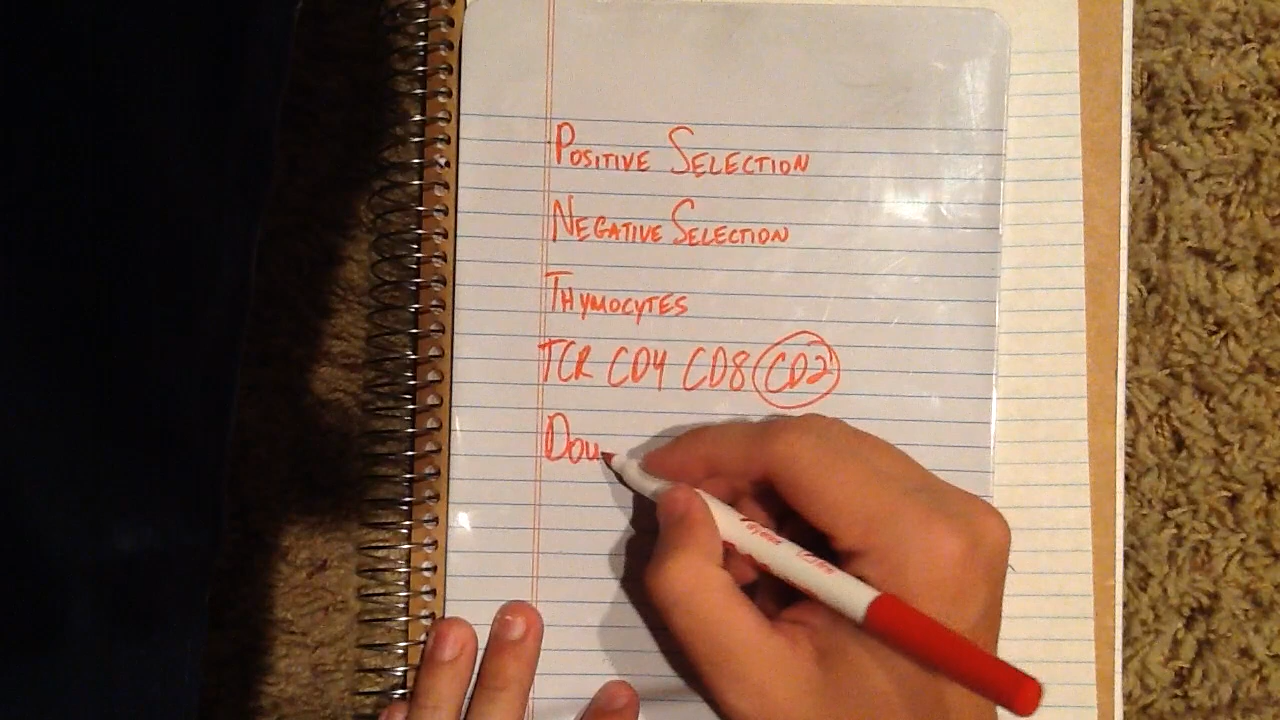 Positive Selection
Negative Selection
Thymocytes
TCR CD4 CD8 CD2
Dou